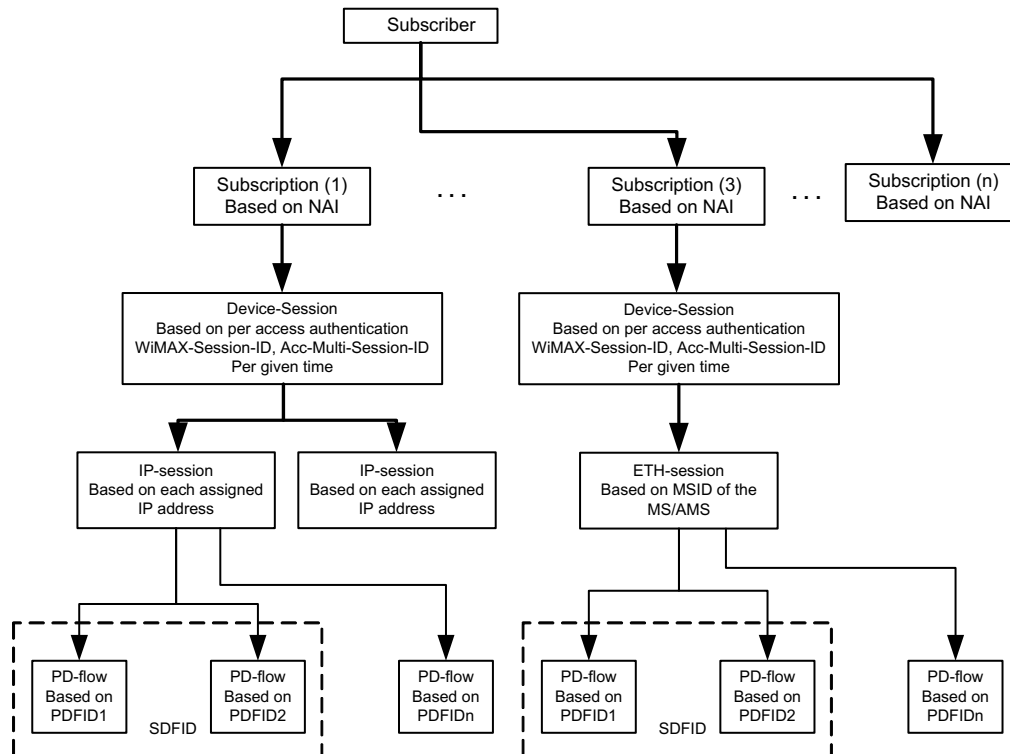 Subscriber
Subscription (1)
Based on NAI
. . .
Subscription (3)
Based on NAI
. . .
Subscription (n)
Based on NAI
Device-Session
Based on per access authentication
WiMAX-Session-ID, Acc-Multi-Session-ID
Per given time
Device-Session
Based on per access authentication
WiMAX-Session-ID, Acc-Multi-Session-ID
Per given time
IP-session
Based on each assigned
IP address
IP-session
Based on each assigned
IP address
ETH-session
Based on MSID of the
MS/AMS
PD-flow
Based on
PDFID1
PD-flow
Based on
PDFID2
SDFID
PD-flow
Based on
PDFIDn
PD-flow
Based on
PDFID1
PD-flow
Based on
PDFID2
SDFID
PD-flow
Based on
PDFIDn